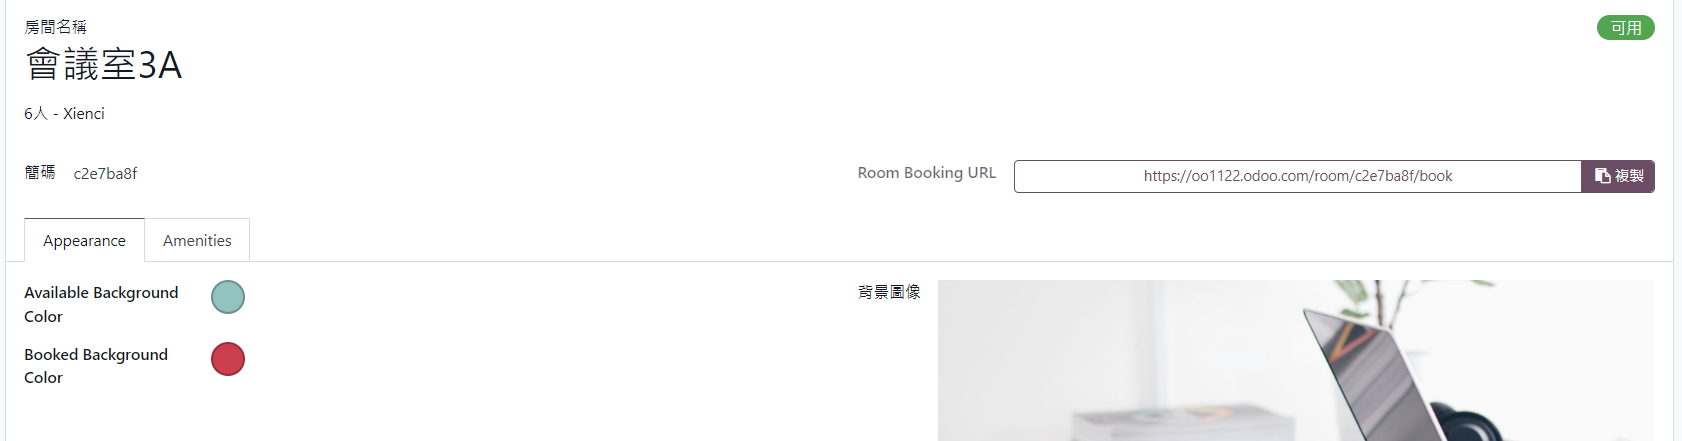 房間名稱
可用
會議室3A
6人 - Xienci
簡碼 c2e7ba8f
Room Booking URL https://oo1122.odoo.com/room/c2e7ba8f/book 複製
Appearance Amenities
Available Background
Color
背景圖像
Booked Background
Color